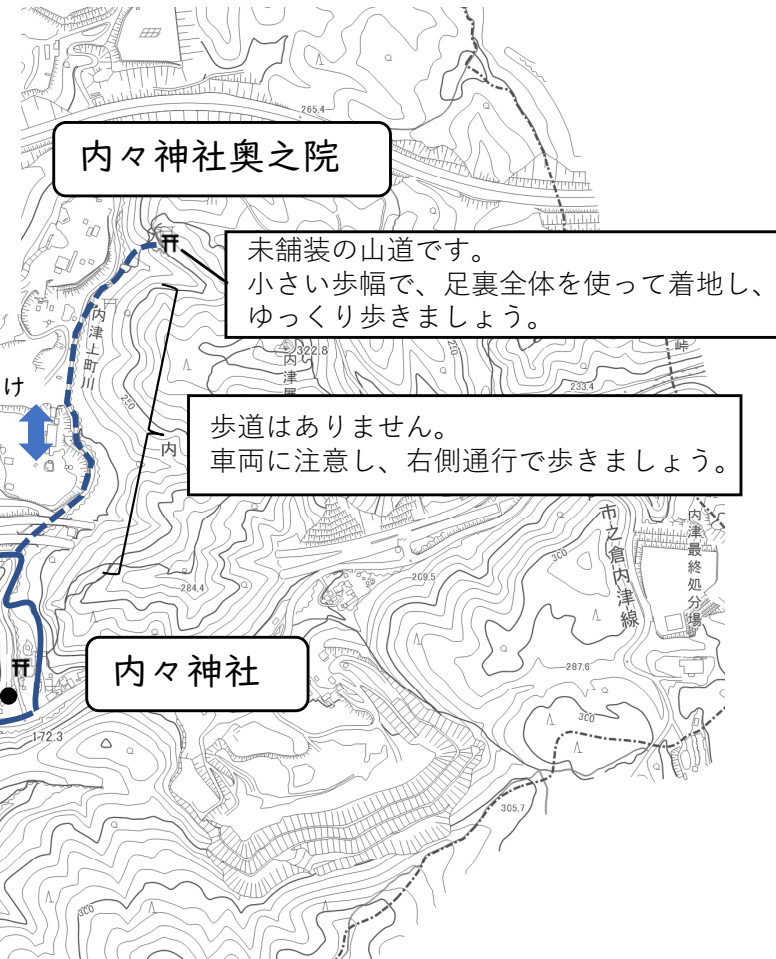 265.4
内々神社奥之院
未舗装の山道です。
小さい歩幅で、足裏全体を使って着地し、
ゆっくり歩きましょう。
内津上町川
322.8
峠
250
233.4
け
歩道はありません。
車両に注意し、右側通行で歩きましょう。
内
市之倉内津線
内津最終処分場
300
209.5
284.4
内々神社
287.6
300
172.3
305.7
300